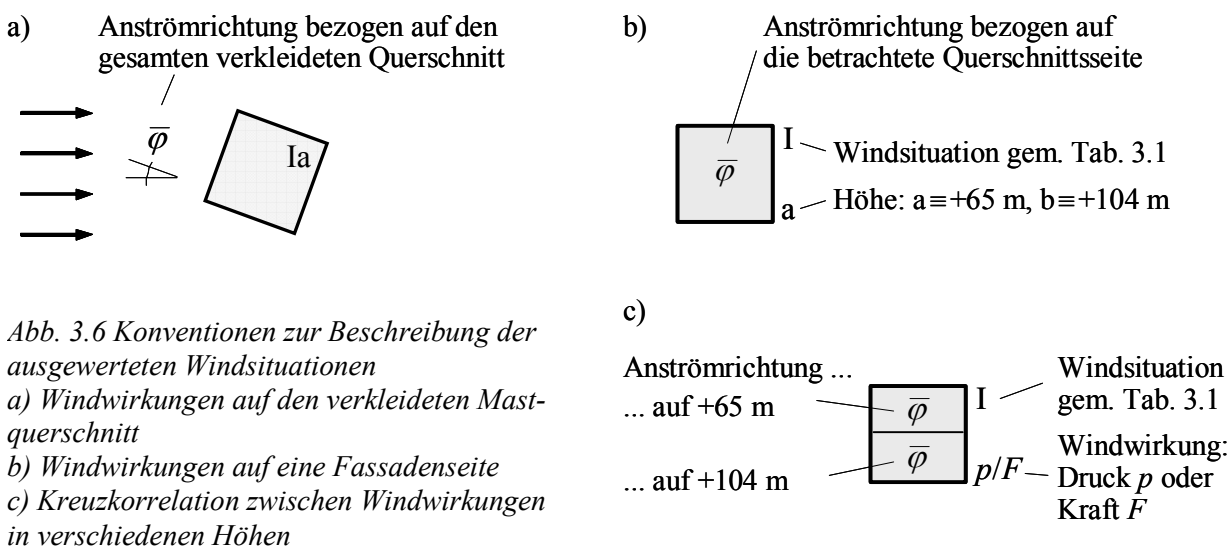 a)
Anströmrichtung bezogen auf den
gesamten verkleideten Querschnitt
φ̅
Ia
b)
Anströmrichtung bezogen auf
die betrachtete Querschnittsseite
φ̅
I
Windsituation gem. Tab. 3.1
a
Höhe: a≡+65 m, b≡+104 m
Abb. 3.6 Konventionen zur Beschreibung der
ausgewerteten Windsituationen
a) Windwirkungen auf den verkleideten Mast-
querschnitt
b) Windwirkungen auf eine Fassadenseite
c) Kreuzkorrelation zwischen Windwirkungen
in verschiedenen Höhen
c)
Anströmrichtung ...
... auf +65 m
... auf +104 m
φ̅
φ̅
I
p/F
Windsituation
gem. Tab. 3.1
Windwirkung:
Druck p oder
Kraft F